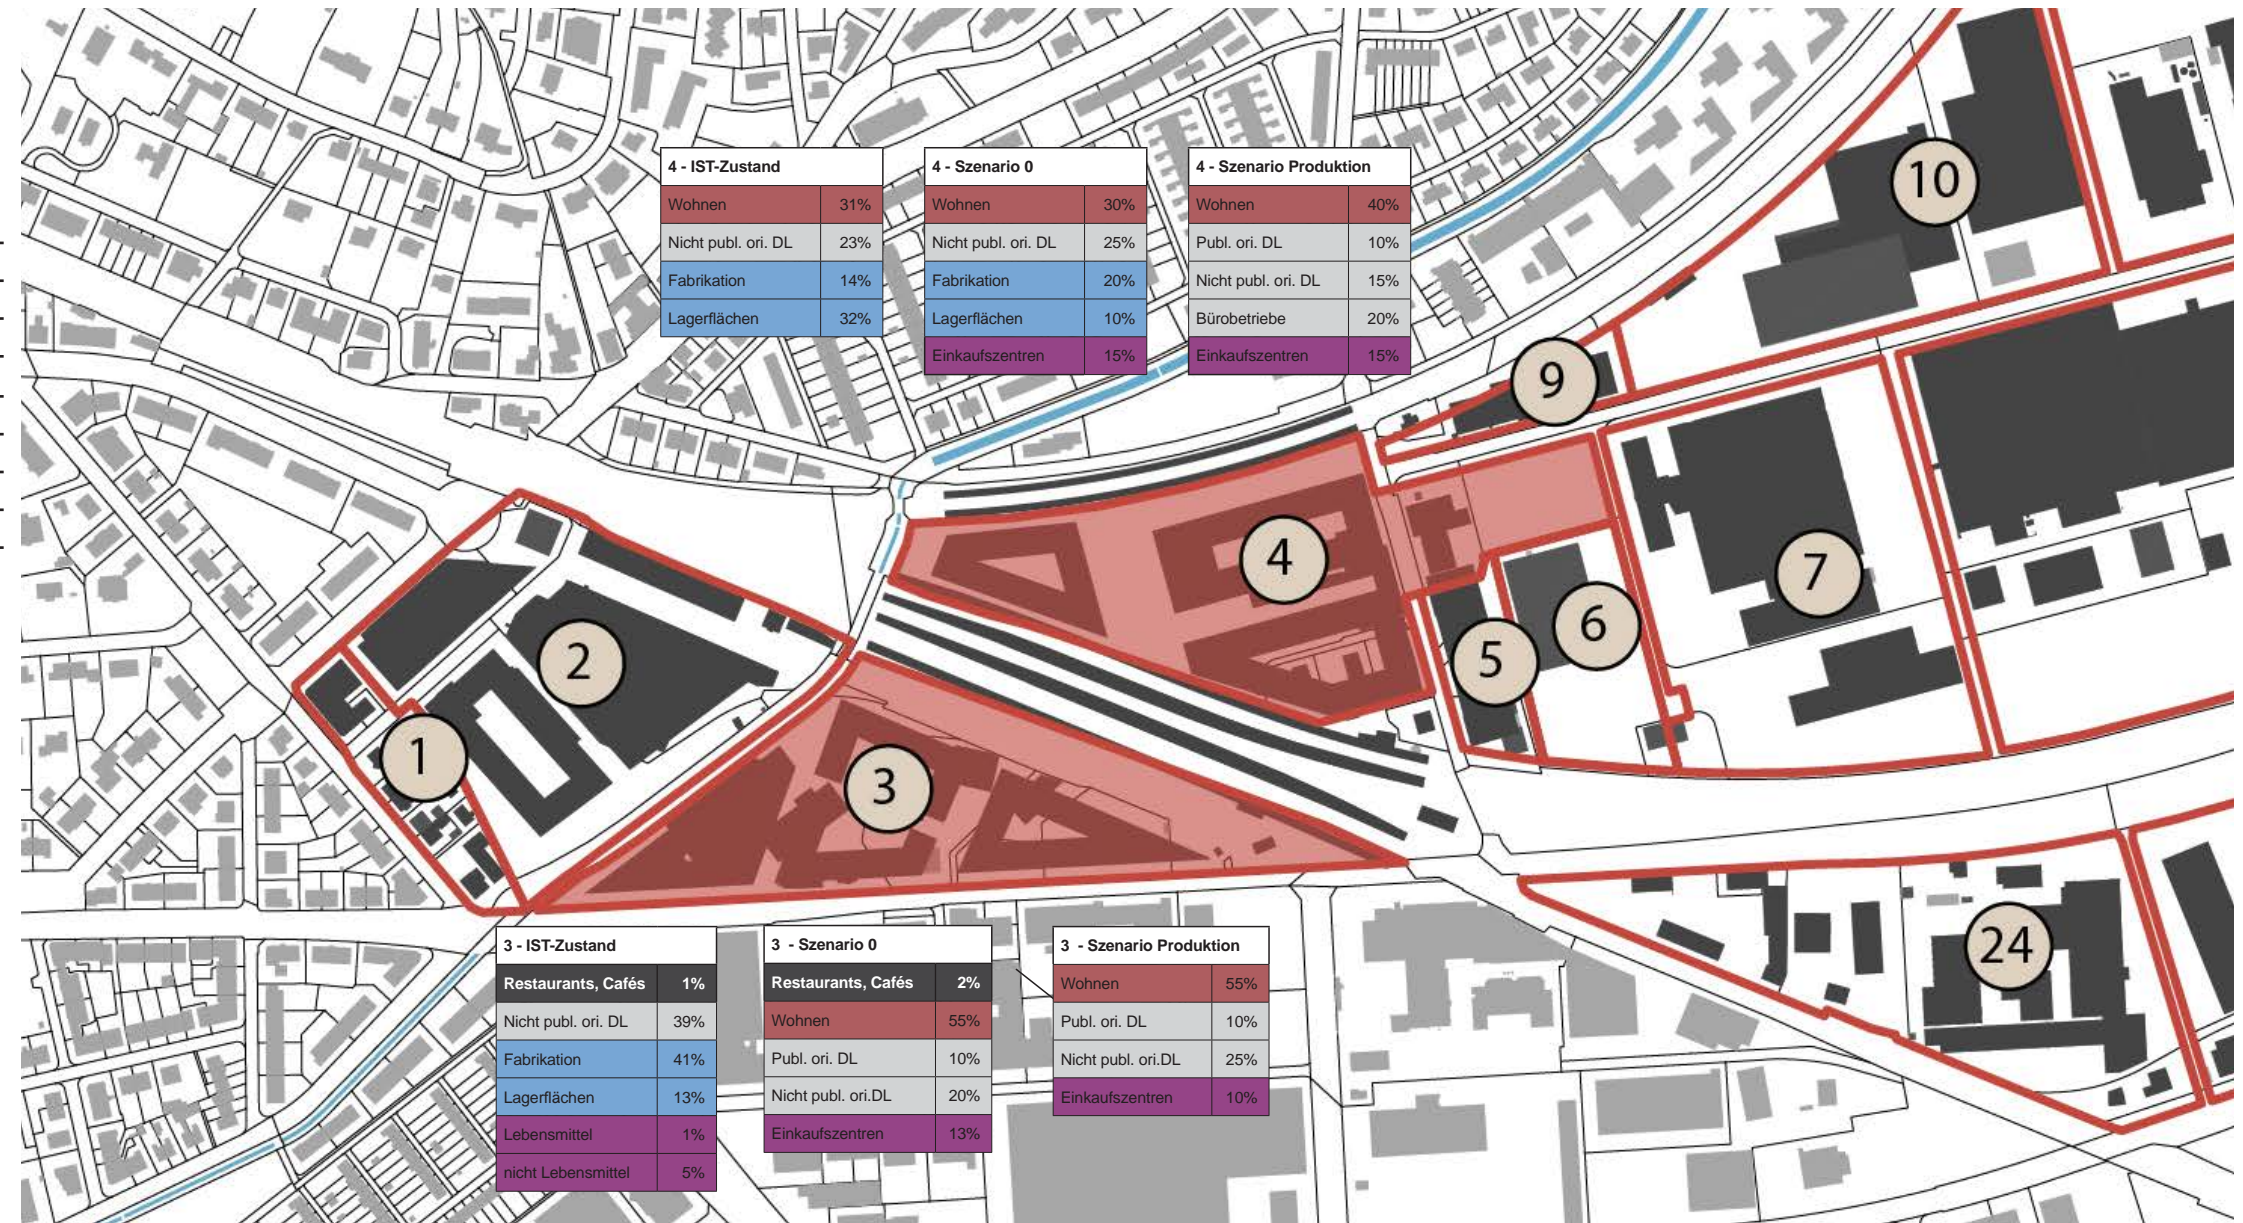 4 - IST-Zustand
Wohnen 31%
Nicht publ. ori. DL 23%
Fabrikation 14%
Lagerflächen 32%
4 - Szenario 0
Wohnen 30%
Nicht publ. ori. DL 25%
Fabrikation 20%
Lagerflächen 10%
Einkaufszentren 15%
4 - Szenario Produktion
Wohnen 40%
Publ. ori. DL 10%
Nicht publ. ori. DL 15%
Bürobetriebe 20%
Einkaufszentren 15%
10
9
4
7
6
5
2
1
3
24
3 - IST-Zustand
Restaurants, Cafés 1%
Nicht publ. ori. DL 39%
Fabrikation 41%
Lagerflächen 13%
Lebensmittel 1%
nicht Lebensmittel 5%
3 - Szenario 0
Restaurants, Cafés 2%
Wohnen 55%
Publ. ori. DL 10%
Nicht publ. ori.DL 20%
Einkaufszentren 13%
3 - Szenario Produktion
Wohnen 55%
Publ. ori. DL 10%
Nicht publ. ori.DL 25%
Einkaufszentren 10%